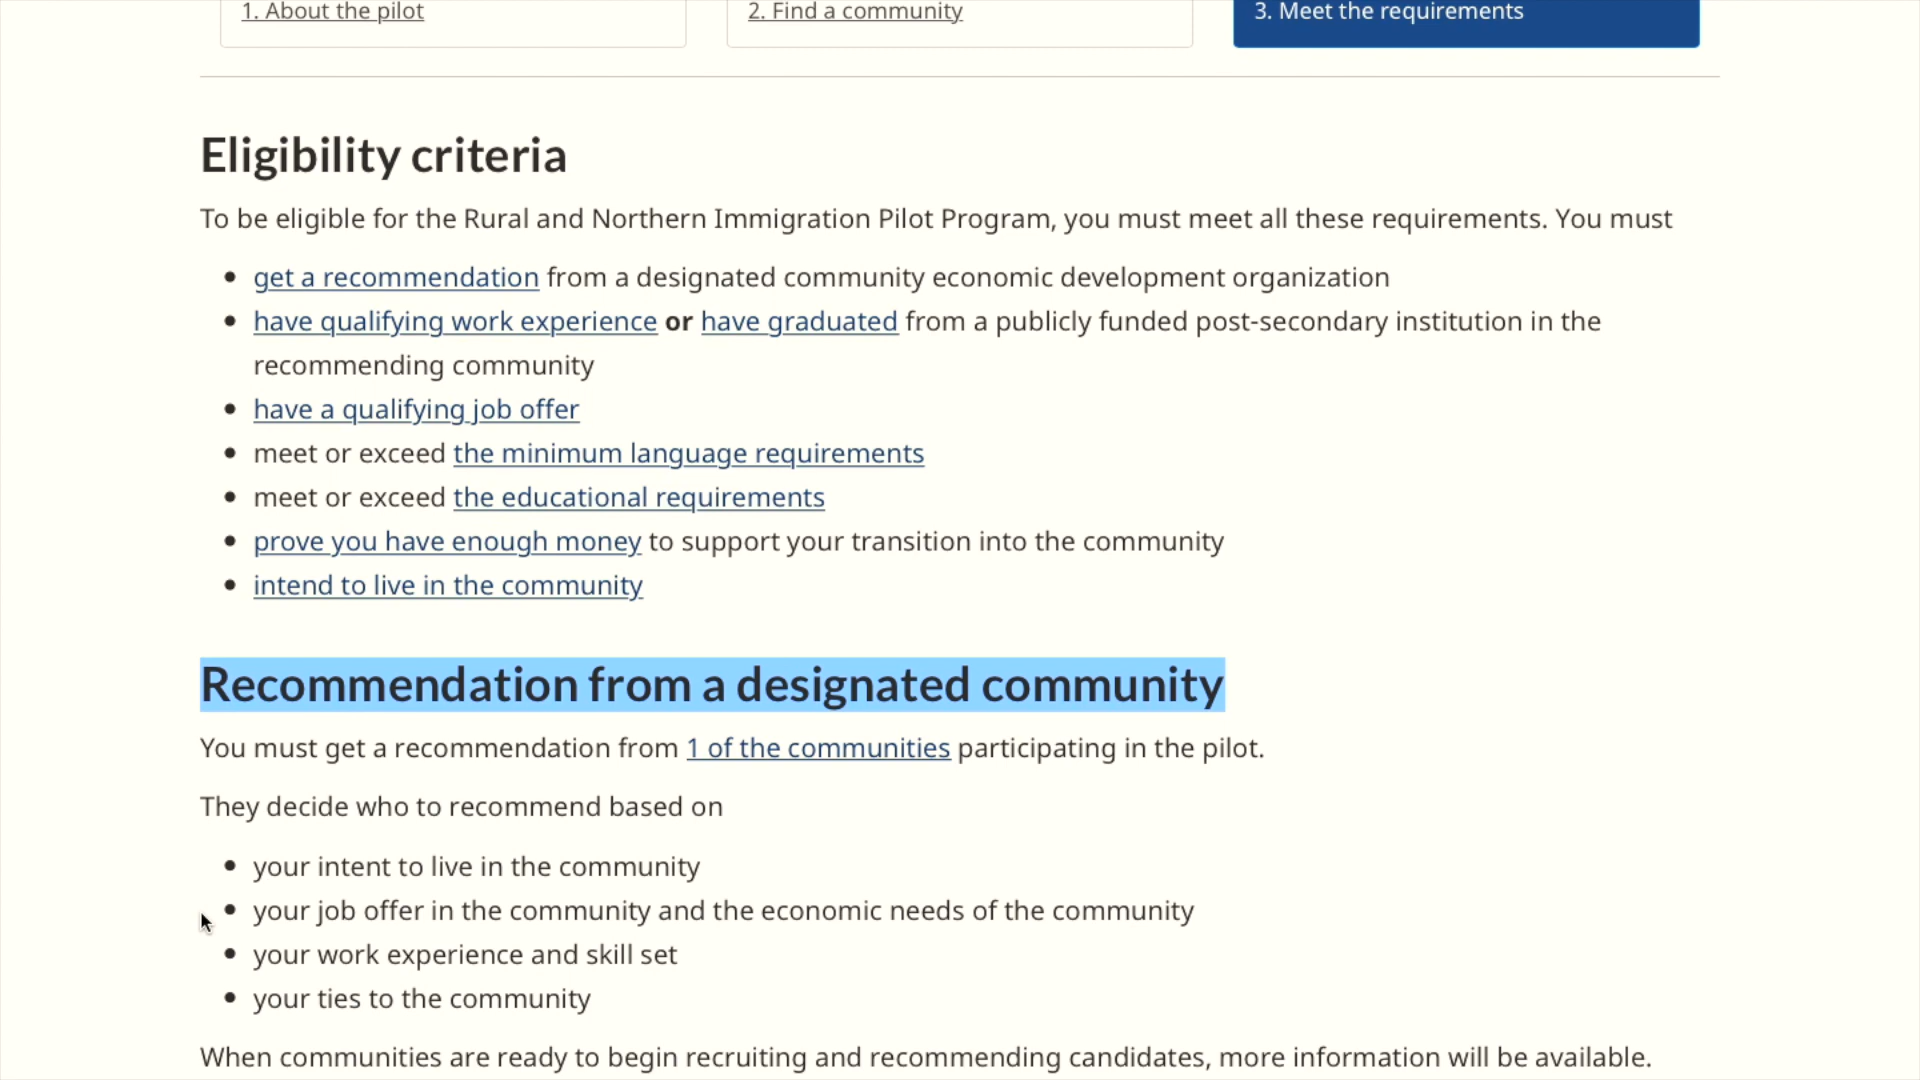 1. About the pilot
2. Find a community
3. Meet the requirements
Eligibility criteria
To be eligible for the Rural and Northern Immigration Pilot Program, you must meet all these requirements. You must
get a recommendation from a designated community economic development organization
have qualifying work experience or have graduated from a publicly funded post-secondary institution in the
recommending community
have a qualifying job offer
meet or exceed the minimum language requirements
meet or exceed the educational requirements
prove you have enough money to support your transition into the community
intend to live in the community
Recommendation from a designated community
You must get a recommendation from 1 of the communities participating in the pilot.
They decide who to recommend based on
your intent to live in the community
your job offer in the community and the economic needs of the community
your work experience and skill set
your ties to the community
When communities are ready to begin recruiting and recommending candidates, more information will be available.